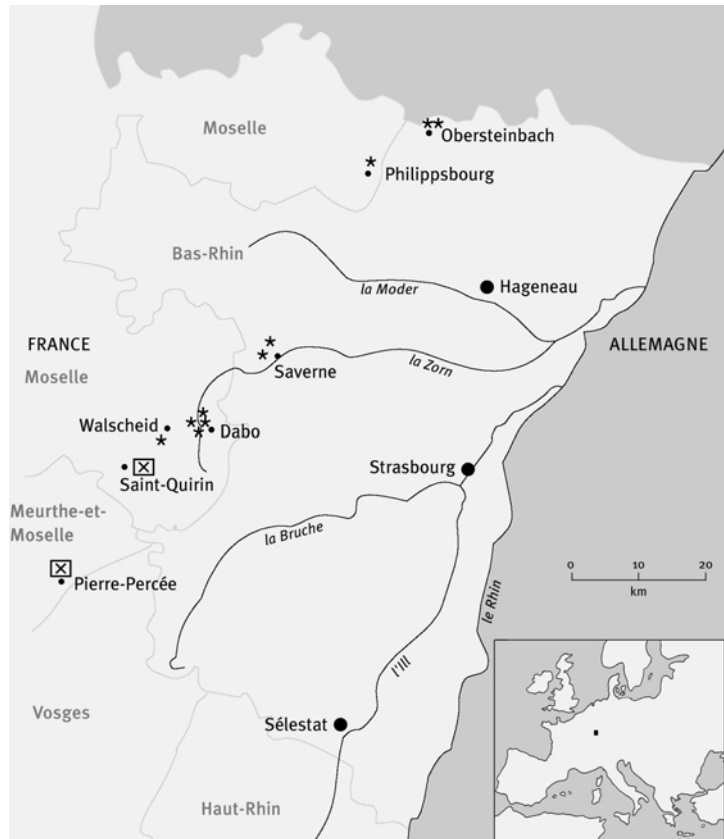 Moselle
**
Obersteinbach
*
Philippsbourg
Bas-Rhin
la Moder
Hageneau
FRANCE
ALLEMAGNE
Moselle
*
*
Saverne
la Zorn
Walscheid
*
*
*
*
*
Dabo
Strasbourg
Saint-Quirin
Meurthe-et-
Moselle
la Bruche
0 10 20
km
Pierre-Percée
le Rhin
l'Ill
Vosges
Sélestat
Haut-Rhin